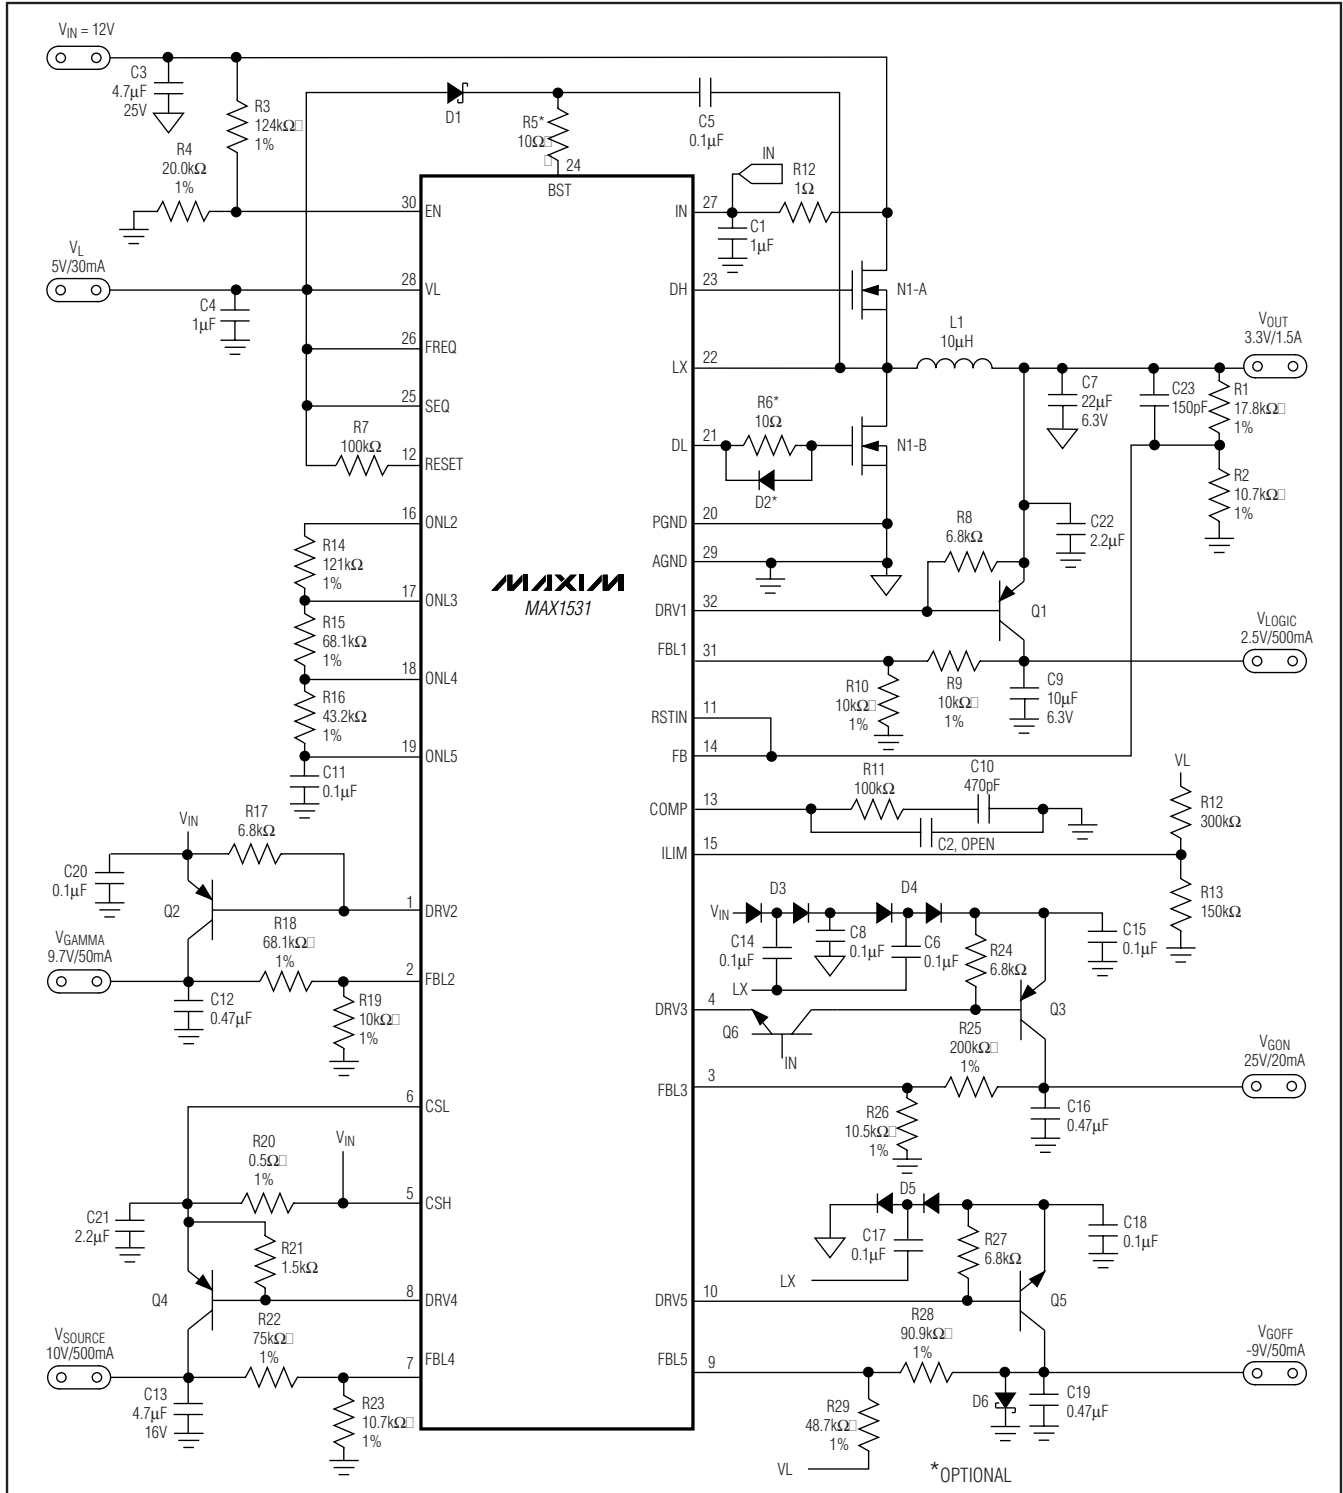 VIN = 12V
C3
4.7µF
25V
R3
124kΩ
1%
R4
20.0kΩ
1%
D1
R5*
10Ω
C5
0.1µF
24
BST
30
EN
IN
27
IN
R12
1Ω
C1
1µF
VL
5V/30mA
28
VL
C4
1µF
23
DH
N1-A
26
FREQ
22
LX
L1
10µH
VOUT
3.3V/1.5A
25
SEQ
C7
22µF
6.3V
C23
150pF
R1
17.8kΩ
1%
R6*
10Ω
R7
100kΩ
12
RESET
21
DL
N1-B
D2*
R2
10.7kΩ
1%
16
ONL2
20
PGND
R8
6.8kΩ
C22
2.2µF
R14
121kΩ
1%
29
AGND
MAXIM
MAX1531
17
ONL3
32
DRV1
Q1
R15
68.1kΩ
1%
VLOGIC
2.5V/500mA
31
FBL1
18
ONL4
R10
10kΩ
1%
R9
10kΩ
1%
C9
10µF
6.3V
R16
43.2kΩ
1%
11
RSTIN
19
ONL5
14
FB
C11
0.1µF
R11
100kΩ
C10
470pF
VL
13
COMP
R12
300kΩ
VIN
R17
6.8kΩ
C2, OPEN
15
ILIM
C20
0.1µF
Q2
1
DRV2
D3
D4
R13
150kΩ
VIN
C14
0.1µF
C8
0.1µF
C6
0.1µF
R24
6.8kΩ
C15
0.1µF
VGAMMA
9.7V/50mA
R18
68.1kΩ
1%
2
FBL2
LX
C12
0.47µF
R19
10kΩ
1%
4
DRV3
Q6
IN
Q3
R25
200kΩ
1%
VGON
25V/20mA
3
FBL3
6
CSL
R26
10.5kΩ
1%
C16
0.47µF
R20
0.5Ω
1%
VIN
5
CSH
D5
C21
2.2µF
R21
1.5kΩ
C17
0.1µF
R27
6.8kΩ
C18
0.1µF
LX
Q4
8
DRV4
10
DRV5
Q5
VSOURCE
10V/500mA
R22
75kΩ
1%
7
FBL4
R28
90.9kΩ
1%
VGOFF
-9V/50mA
9
FBL5
C13
4.7µF
16V
R23
10.7kΩ
1%
R29
48.7kΩ
1%
D6
C19
0.47µF
VL
*OPTIONAL